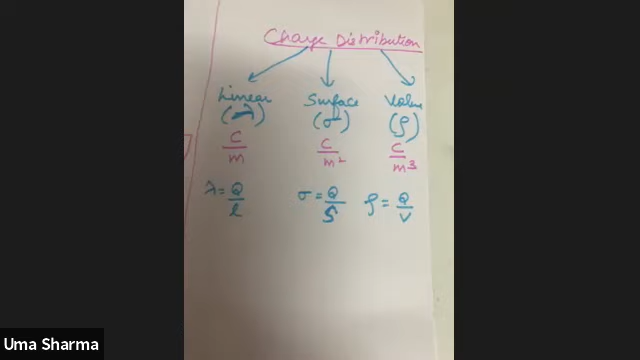 Charge Distribution
Linear Surface Volume
(λ) (σ) (ρ)
C/m C/m² C/m³
λ = Q/l σ = Q/S ρ = Q/V
Uma Sharma